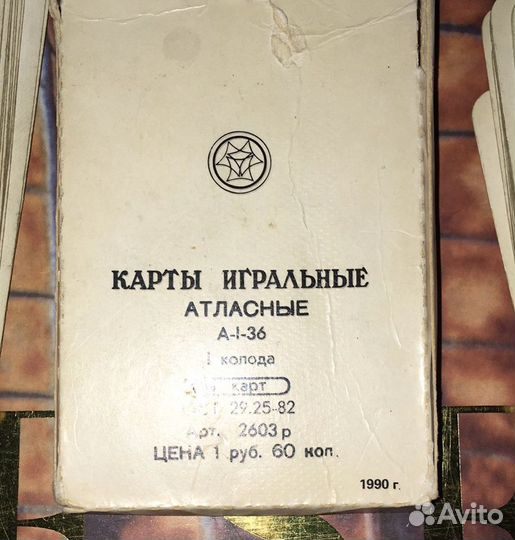 КАРТЫ ИГРАЛЬНЫЕ
АТЛАСНЫЕ
А-I-36
1 колода
карт
29.25-82
Арт. 2603 р
ЦЕНА 1 руб. 60 коп.
1990 г.
Avito